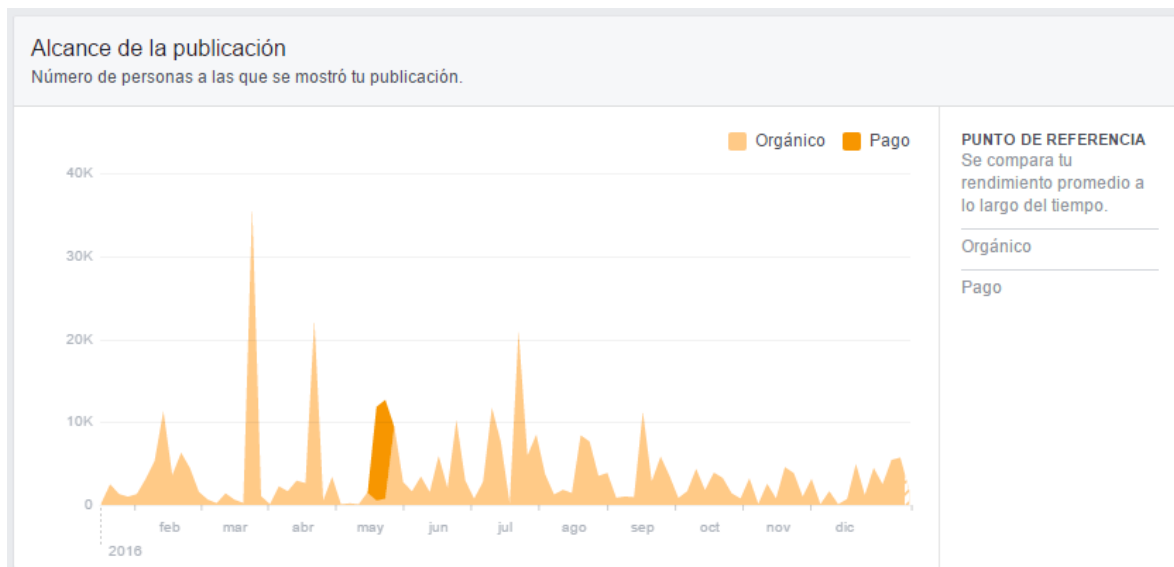 Alcance de la publicación
Número de personas a las que se mostró tu publicación.
Orgánico Pago
40K
30K
20K
10K
0
feb mar abr may jun jul ago sep oct nov dic
2016
PUNTO DE REFERENCIA
Se compara tu
rendimiento promedio a
lo largo del tiempo.
Orgánico
Pago